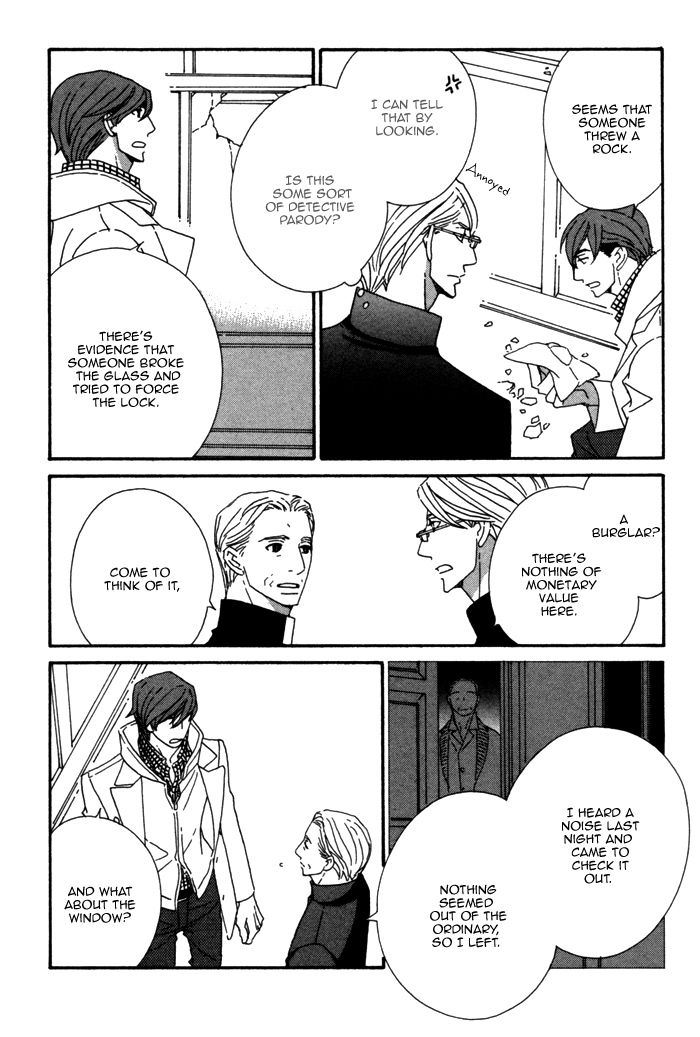 SEEMS THAT
SOMEONE
THREW A
ROCK.
I CAN TELL
THAT BY
LOOKING.
Annoyed
IS THIS
SOME SORT
OF DETECTIVE
PARODY?
THERE'S
EVIDENCE THAT
SOMEONE BROKE
THE GLASS AND
TRIED TO FORCE
THE LOCK.
A
BURGLAR?
THERE'S
NOTHING OF
MONETARY
VALUE
HERE.
COME TO
THINK OF IT,
I HEARD A
NOISE LAST
NIGHT AND
CAME TO
CHECK IT
OUT.
NOTHING
SEEMED
OUT OF THE
ORDINARY,
SO I LEFT.
AND WHAT
ABOUT THE
WINDOW?